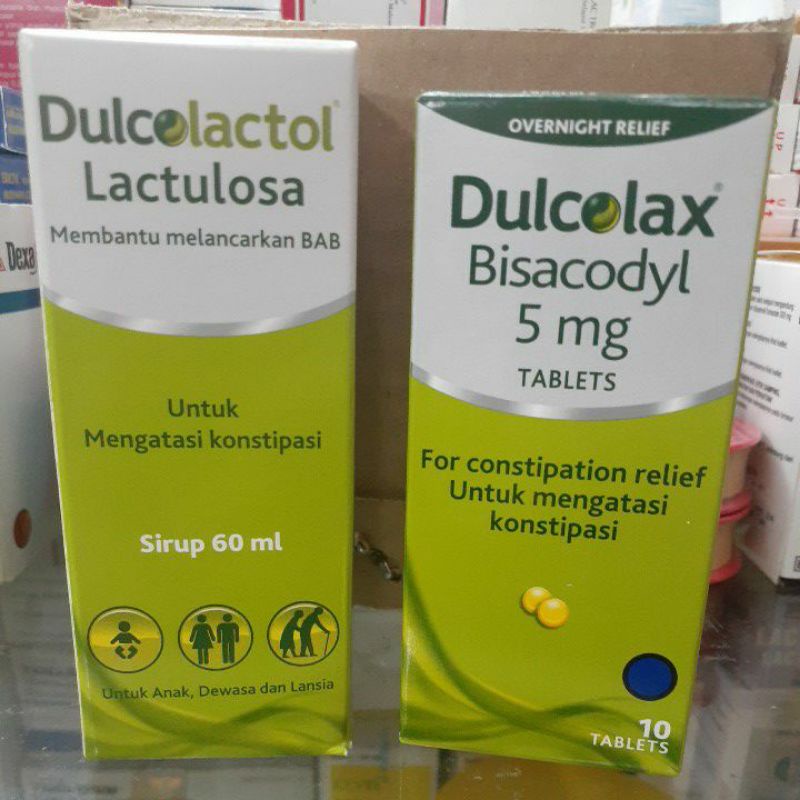 Dulcolactol
Lactulosa
Membantu melancarkan BAB
Untuk
Mengatasi konstipasi
Sirup 60 ml
Untuk Anak, Dewasa dan Lansia
OVERNIGHT RELIEF
Dulcolax®
Bisacodyl
5 mg
TABLETS
For constipation relief
Untuk mengatasi
konstipasi
10
TABLETS
Dexa